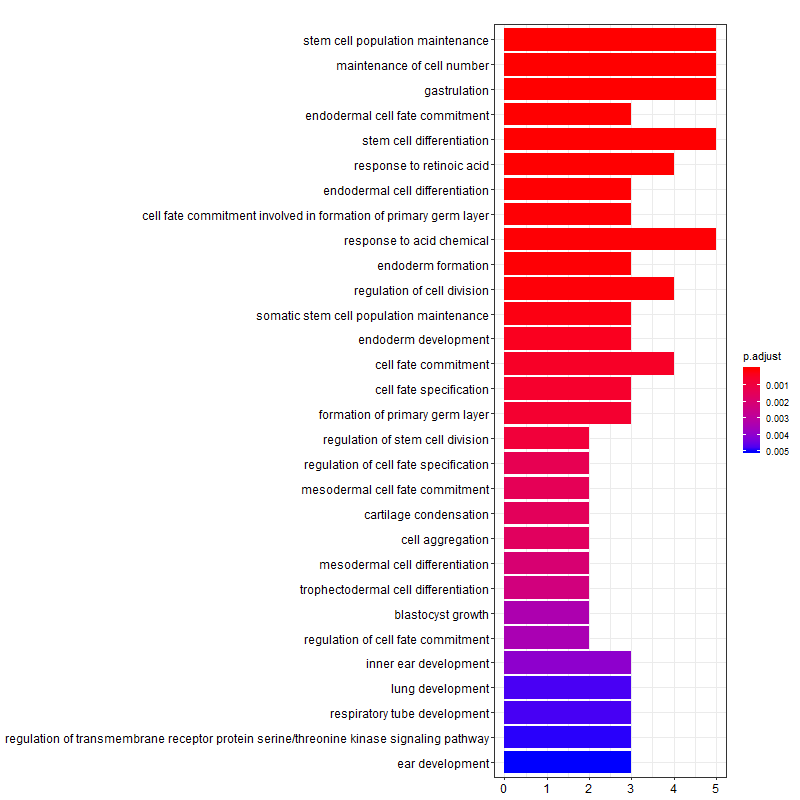 stem cell population maintenance
maintenance of cell number
gastrulation
endodermal cell fate commitment
stem cell differentiation
response to retinoic acid
endodermal cell differentiation
cell fate commitment involved in formation of primary germ layer
response to acid chemical
endoderm formation
regulation of cell division
somatic stem cell population maintenance
endoderm development
cell fate commitment
cell fate specification
formation of primary germ layer
regulation of stem cell division
regulation of cell fate specification
mesodermal cell fate commitment
cartilage condensation
cell aggregation
mesodermal cell differentiation
trophectodermal cell differentiation
blastocyst growth
regulation of cell fate commitment
inner ear development
lung development
respiratory tube development
regulation of transmembrane receptor protein serine/threonine kinase signaling pathway
ear development
0 1 2 3 4 5
p.adjust
0.001
0.002
0.003
0.004
0.005